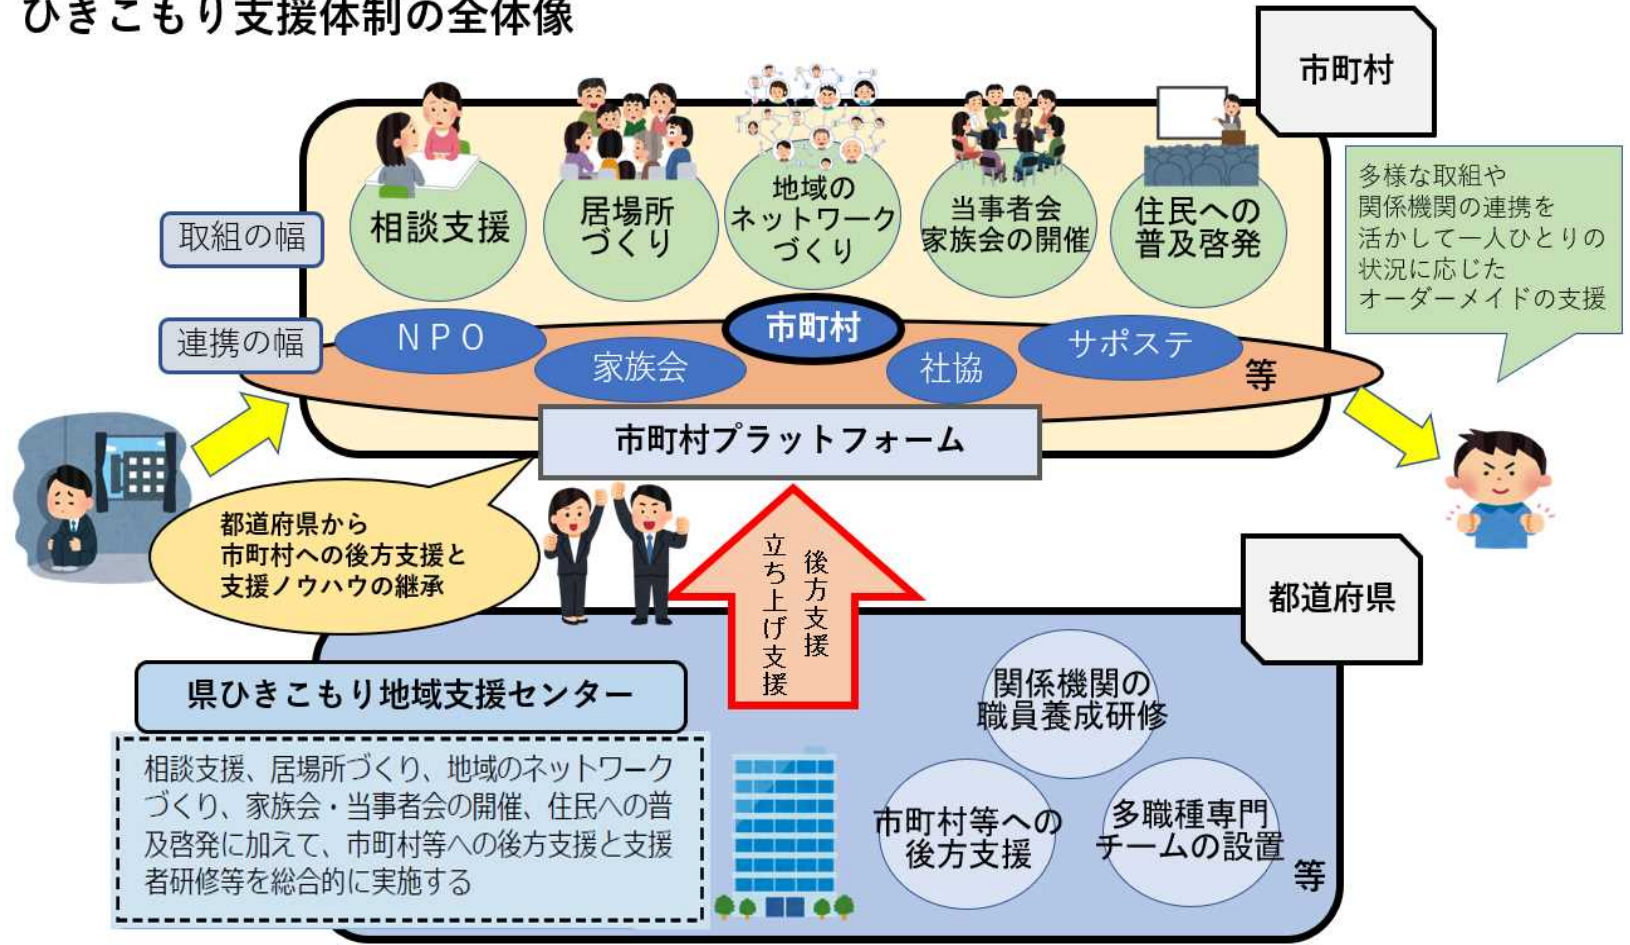 ひきこもり支援体制の全体像
市町村
取組の幅
相談支援
居場所
づくり
地域の
ネットワーク
づくり
当事者会
家族会の開催
住民への
普及啓発
多様な取組や
関係機関の連携を
活かして一人ひとりの
状況に応じた
オーダーメイドの支援
連携の幅
NPO
家族会
市町村
社協
サポステ
等
市町村プラットフォーム
都道府県から
市町村への後方支援と
支援ノウハウの継承
後方支援
立ち上げ支援
都道府県
県ひきこもり地域支援センター
相談支援、居場所づくり、地域のネットワーク
づくり、家族会・当事者会の開催、住民への普
及啓発に加えて、市町村等への後方支援と支援
者研修等を総合的に実施する
関係機関の
職員養成研修
市町村等への
後方支援
多職種専門
チームの設置
等